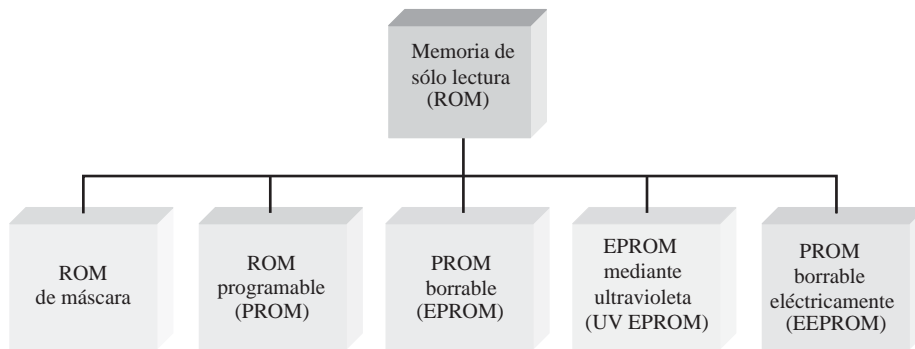 Memoria de
sólo lectura
(ROM)
ROM
de máscara
ROM
programable
(PROM)
PROM
borrable
(EPROM)
EPROM
mediante
ultravioleta
(UV EPROM)
PROM
borrable
eléctricamente
(EEPROM)